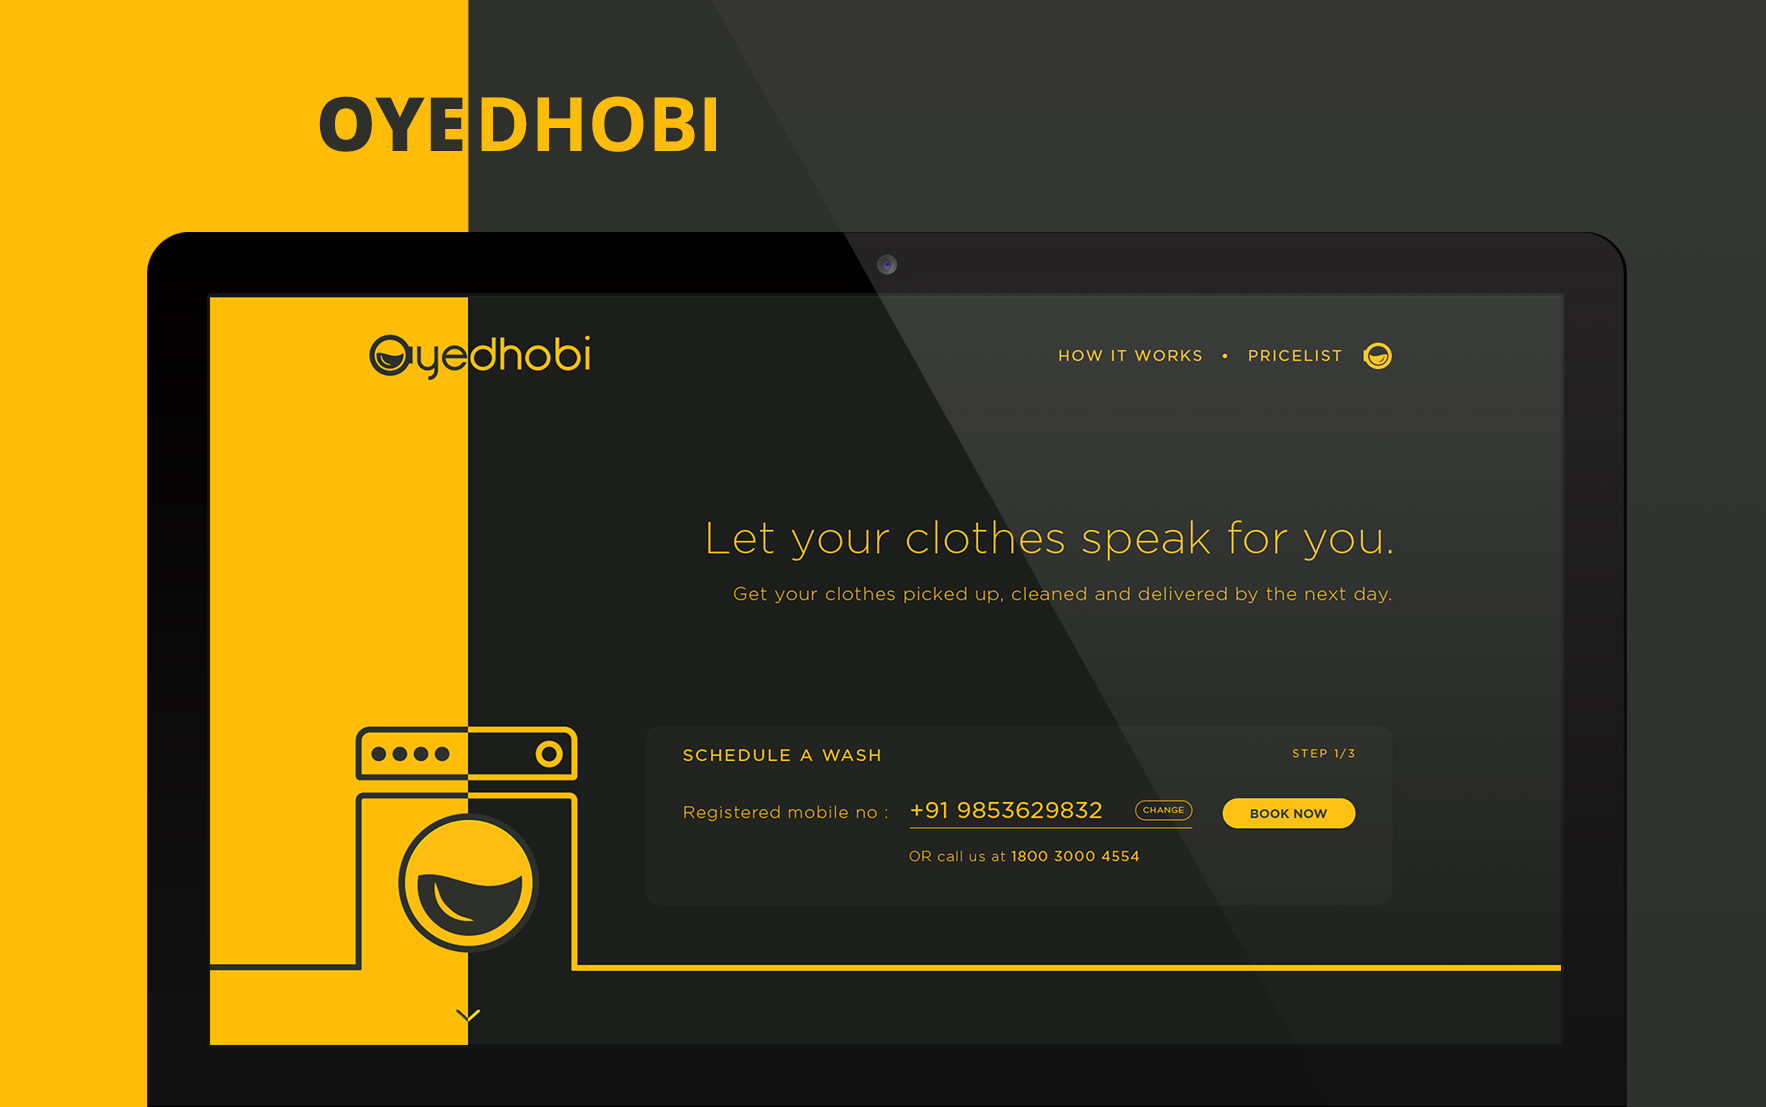 OYEDHOBI
Oyedhobi
HOW IT WORKS • PRICELIST
Let your clothes speak for you.
Get your clothes picked up, cleaned and delivered by the next day.
SCHEDULE A WASH
STEP 1/3
Registered mobile no : +91 9853629832 CHANGE BOOK NOW
OR call us at 1800 3000 4554